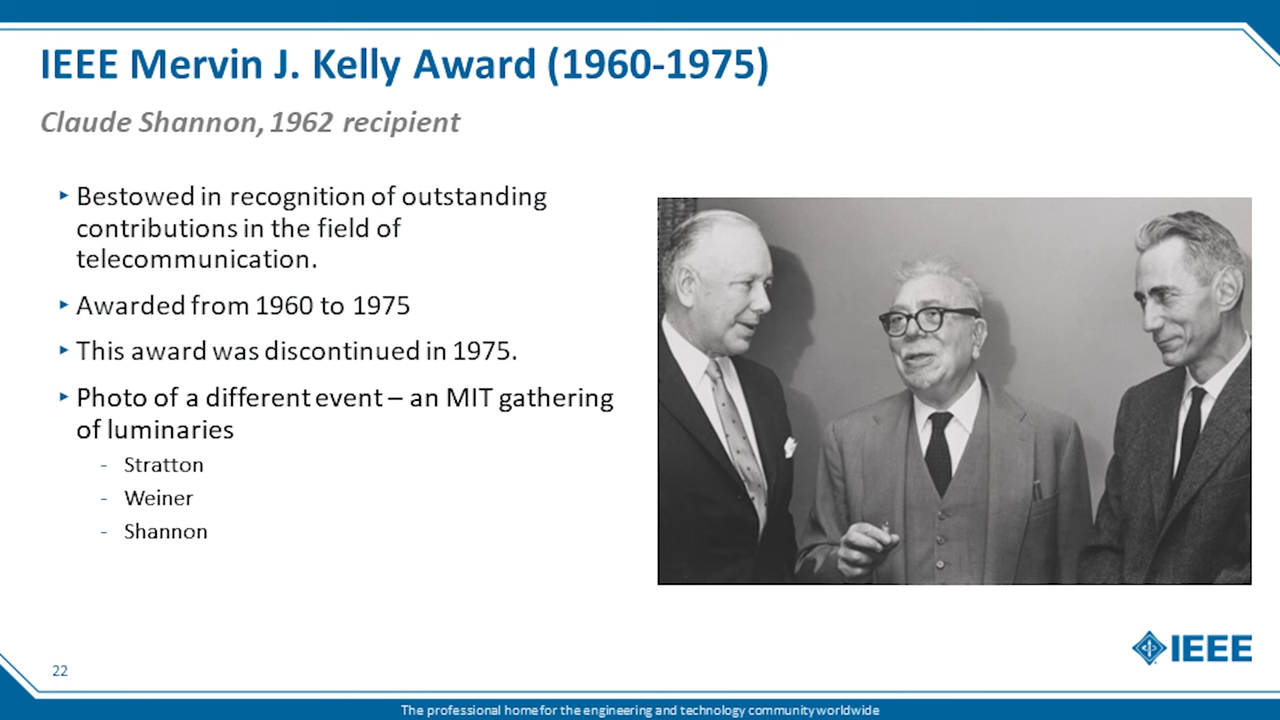 IEEE Mervin J. Kelly Award (1960-1975)
Claude Shannon, 1962 recipient
Bestowed in recognition of outstanding
contributions in the field of
telecommunication.
Awarded from 1960 to 1975
This award was discontinued in 1975.
Photo of a different event – an MIT gathering
of luminaries
- Stratton
- Weiner
- Shannon
IEEE
22
The professional home for the engineering and technology community worldwide